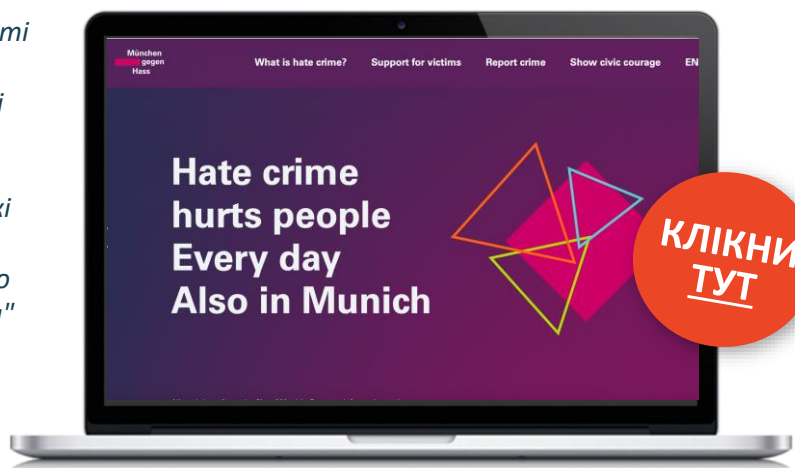 München
gegen
Hass
What is hate crime?
Support for victims
Report crime
Show civic courage
EN
Hate crime
hurts people
Every day
Also in Munich
КЛІКНИ
ТУТ